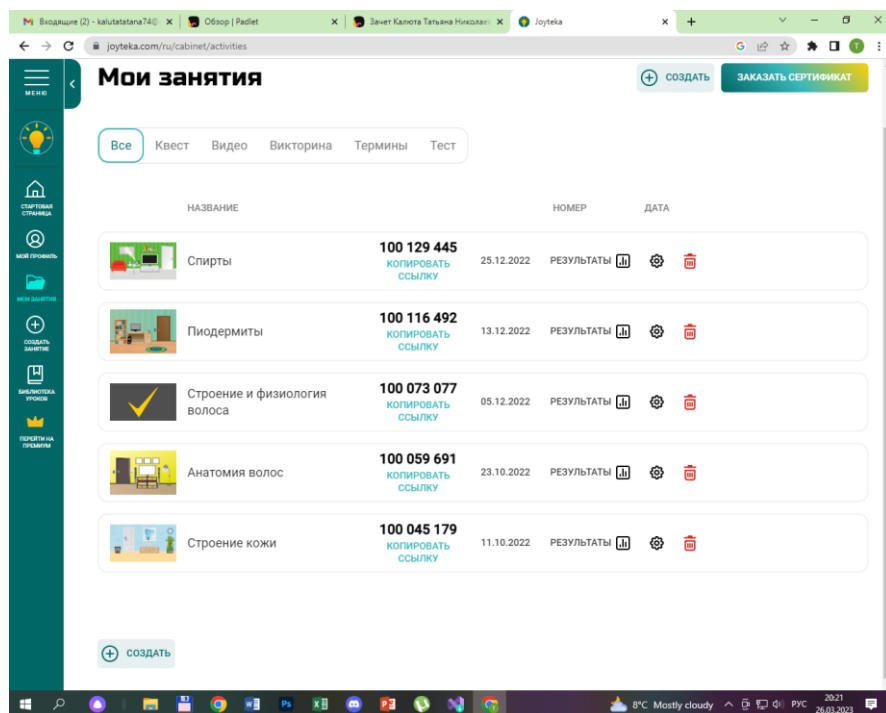 Входящие (2) - kalutatatana74@
Обзор | Padlet
Зачет Калюта Татьяна Николаев
Joyteka
joyteka.com/ru/cabinet/activities
МЕНЮ
Мои занятия
СОЗДАТЬ
ЗАКАЗАТЬ СЕРТИФИКАТ
Все Квест Видео Викторина Термины Тест
СТАРТОВАЯ
СТРАНИЦА
МОЙ ПРОФИЛЬ
МОИ ЗАНЯТИЯ
СОЗДАТЬ
ЗАНЯТИЕ
БИБЛИОТЕКА
УРОКОВ
ПЕРЕЙТИ НА
ПРЕМИУМ
НАЗВАНИЕ НОМЕР ДАТА
Спирты
100 129 445
КОПИРОВАТЬ
ССЫЛКУ
25.12.2022 РЕЗУЛЬТАТЫ
Пиодермиты
100 116 492
КОПИРОВАТЬ
ССЫЛКУ
13.12.2022 РЕЗУЛЬТАТЫ
Строение и физиология
волоса
100 073 077
КОПИРОВАТЬ
ССЫЛКУ
05.12.2022 РЕЗУЛЬТАТЫ
Анатомия волос
100 059 691
КОПИРОВАТЬ
ССЫЛКУ
23.10.2022 РЕЗУЛЬТАТЫ
Строение кожи
100 045 179
КОПИРОВАТЬ
ССЫЛКУ
11.10.2022 РЕЗУЛЬТАТЫ
СОЗДАТЬ
8°C Mostly cloudy
РУС
20:21
26.03.2023